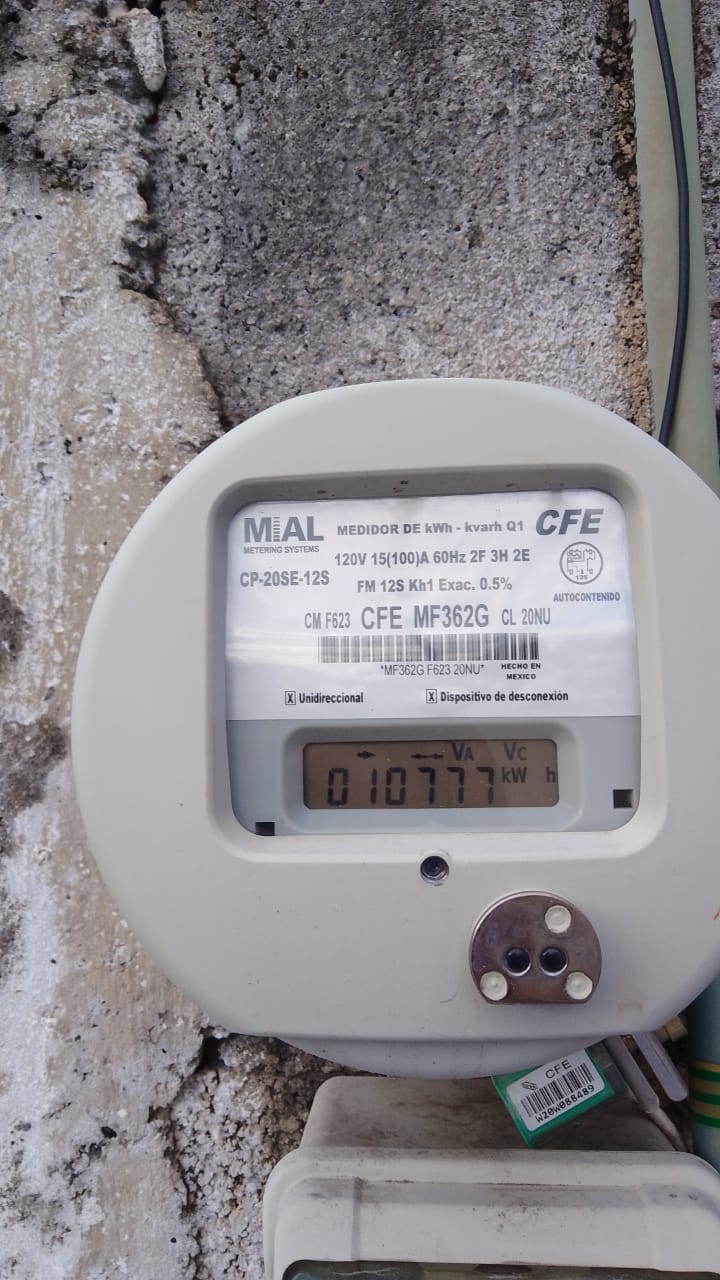 MIAL
METERING SYSTEMS
MEDIDOR DE kWh - kvarh Q1
CFE
120V 15(100)A 60Hz 2F 3H 2E
CP-20SE-12S
FM 12S Kh1 Exac. 0.5%
12S
AUTOCONTENIDO
CM F623 CFE MF362G CL 20NU
*MF362G F623 20NU*
HECHO EN
MEXICO
X Unidireccional
X Dispositivo de desconexión
VA VC
010777 kW h
CFE
W20W088489